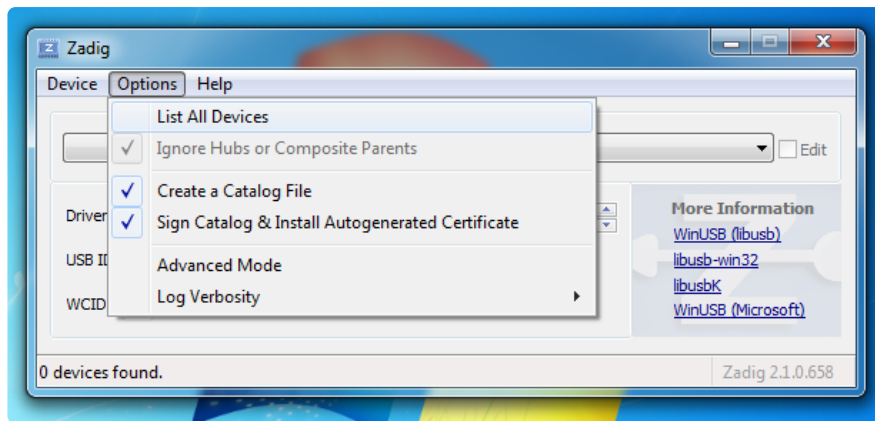 Zadig
Device Options Help
List All Devices
Ignore Hubs or Composite Parents
Edit
Create a Catalog File
Sign Catalog & Install Autogenerated Certificate
Advanced Mode
Log Verbosity
Driver
USB ID
WCID
More Information
WinUSB (libusb)
libusb-win32
libusbK
WinUSB (Microsoft)
0 devices found.
Zadig 2.1.0.658